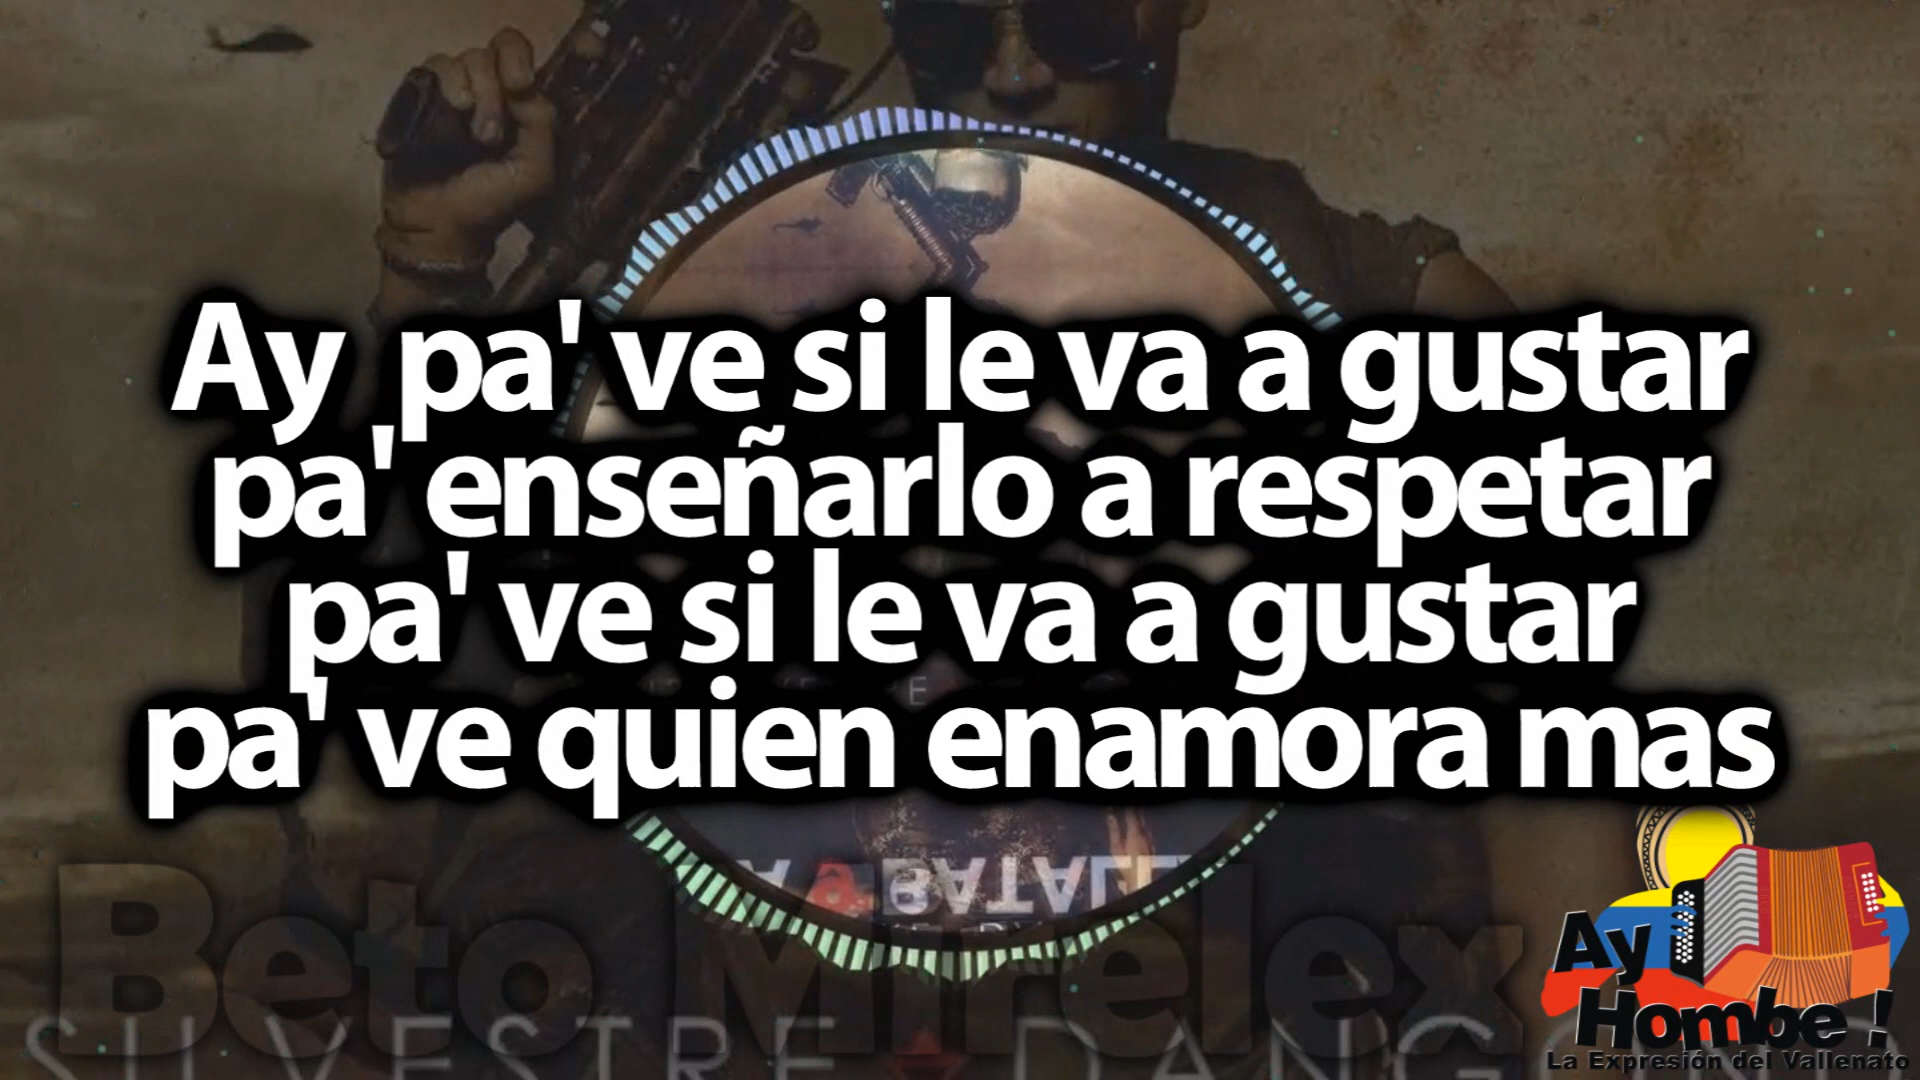 Ay pa' ve si le va a gustar
pa' enseñarlo a respetar
pa' ve si le va a gustar
pa' ve quien enamora mas
Beto Mirelex
SILVESTRE DANGO
Ay
Hombe !
La Expresión del Vallenato